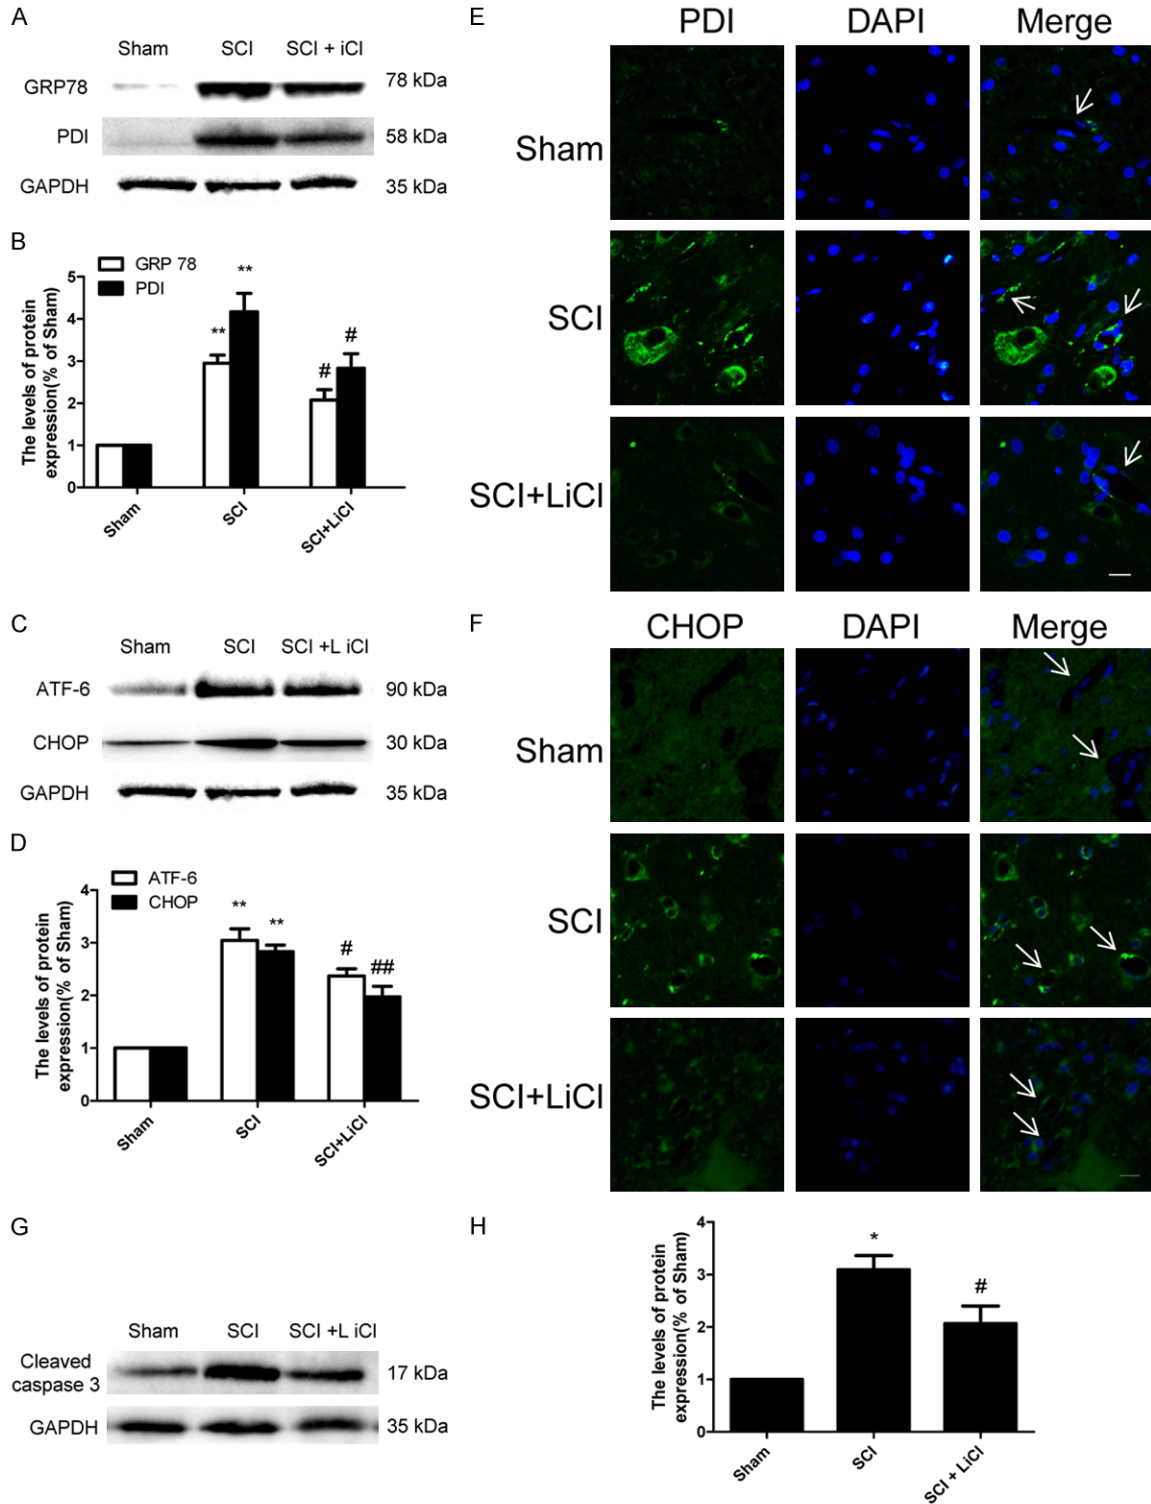 A
Sham SCI SCI + iCl
GRP78 78 kDa
PDI 58 kDa
GAPDH 35 kDa
B
GRP 78
PDI
The levels of protein
expression(% of Sham)
5
4
3
2
1
0
**
**
#
#
Sham
SCI
SCI+LiCl
C
Sham SCI SCI +L iCl
ATF-6 90 kDa
CHOP 30 kDa
GAPDH 35 kDa
D
ATF-6
CHOP
The levels of protein
expression(% of Sham)
4
3
2
1
0
**
**
#
##
Sham
SCI
SCI+LiCl
E
PDI DAPI Merge
Sham
SCI
SCI+LiCl
F
CHOP DAPI Merge
Sham
SCI
SCI+LiCl
G
Sham SCI SCI +L iCl
Cleaved
caspase 3 17 kDa
GAPDH 35 kDa
H
The levels of protein
expression(% of Sham)
4
3
2
1
0
*
#
Sham
SCI
SCI + LiCl